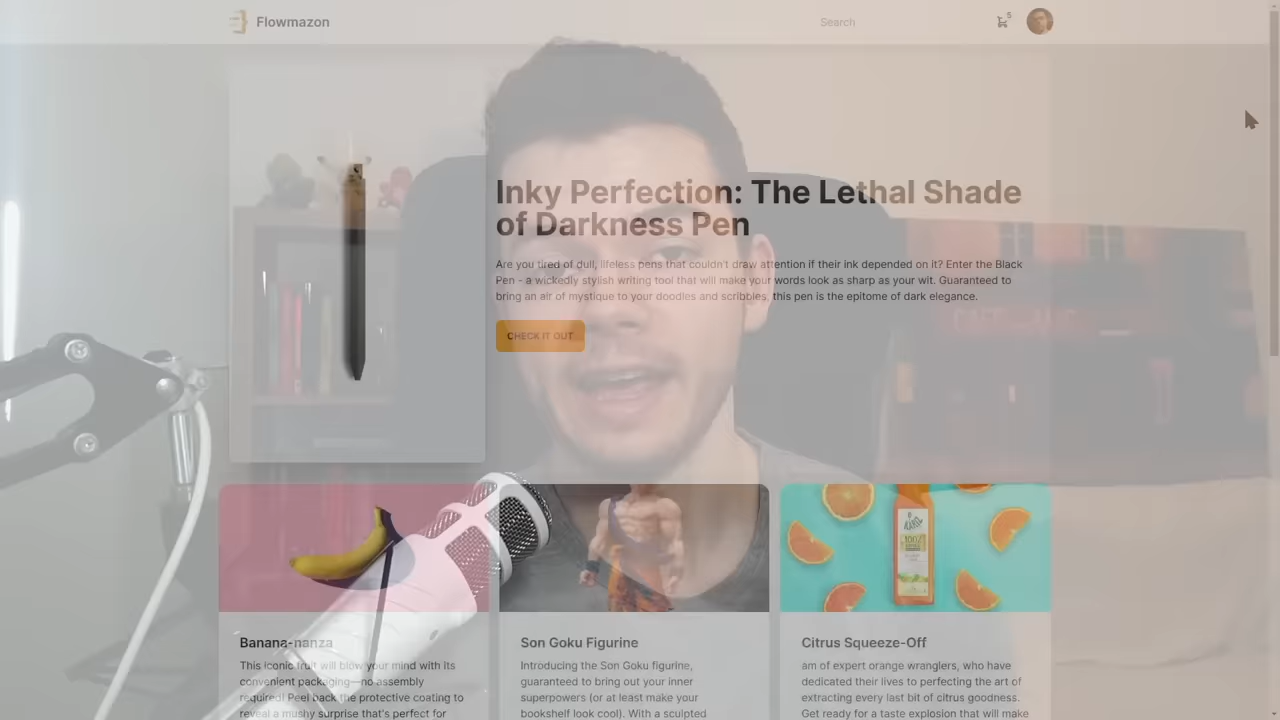 Flowmazon
Search
5
Inky Perfection: The Lethal Shade
of Darkness Pen
Are you tired of dull, lifeless pens that couldn't draw attention if their ink depended on it? Enter the Black
Pen - a wickedly stylish writing tool that will make your words look as sharp as your wit. Guaranteed to
bring an air of mystique to your doodles and scribbles, this pen is the epitome of dark elegance.
CHECK IT OUT
100%
Banana-nanza
This iconic fruit will blow your mind with its
convenient packaging—no assembly
required! Peel back the protective coating to
reveal a mushy surprise that's perfect for
Son Goku Figurine
Introducing the Son Goku figurine,
guaranteed to bring out your inner
superpowers (or at least make your
bookshelf look cool). With a sculpted
Citrus Squeeze-Off
am of expert orange wranglers, who have
dedicated their lives to perfecting the art of
extracting every last bit of citrus goodness.
Get ready for a taste explosion that will make